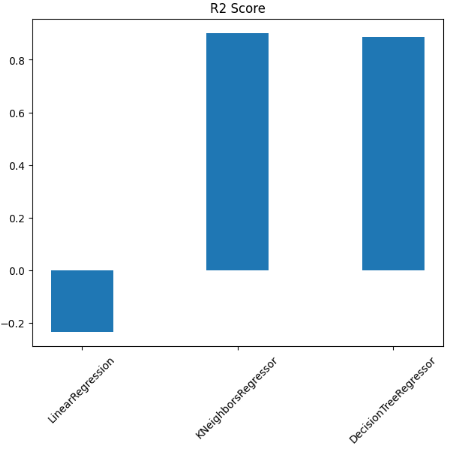 R2 Score
0.8
0.6
0.4
0.2
0.0
−0.2
LinearRegression
KNeighborsRegressor
DecisionTreeRegressor